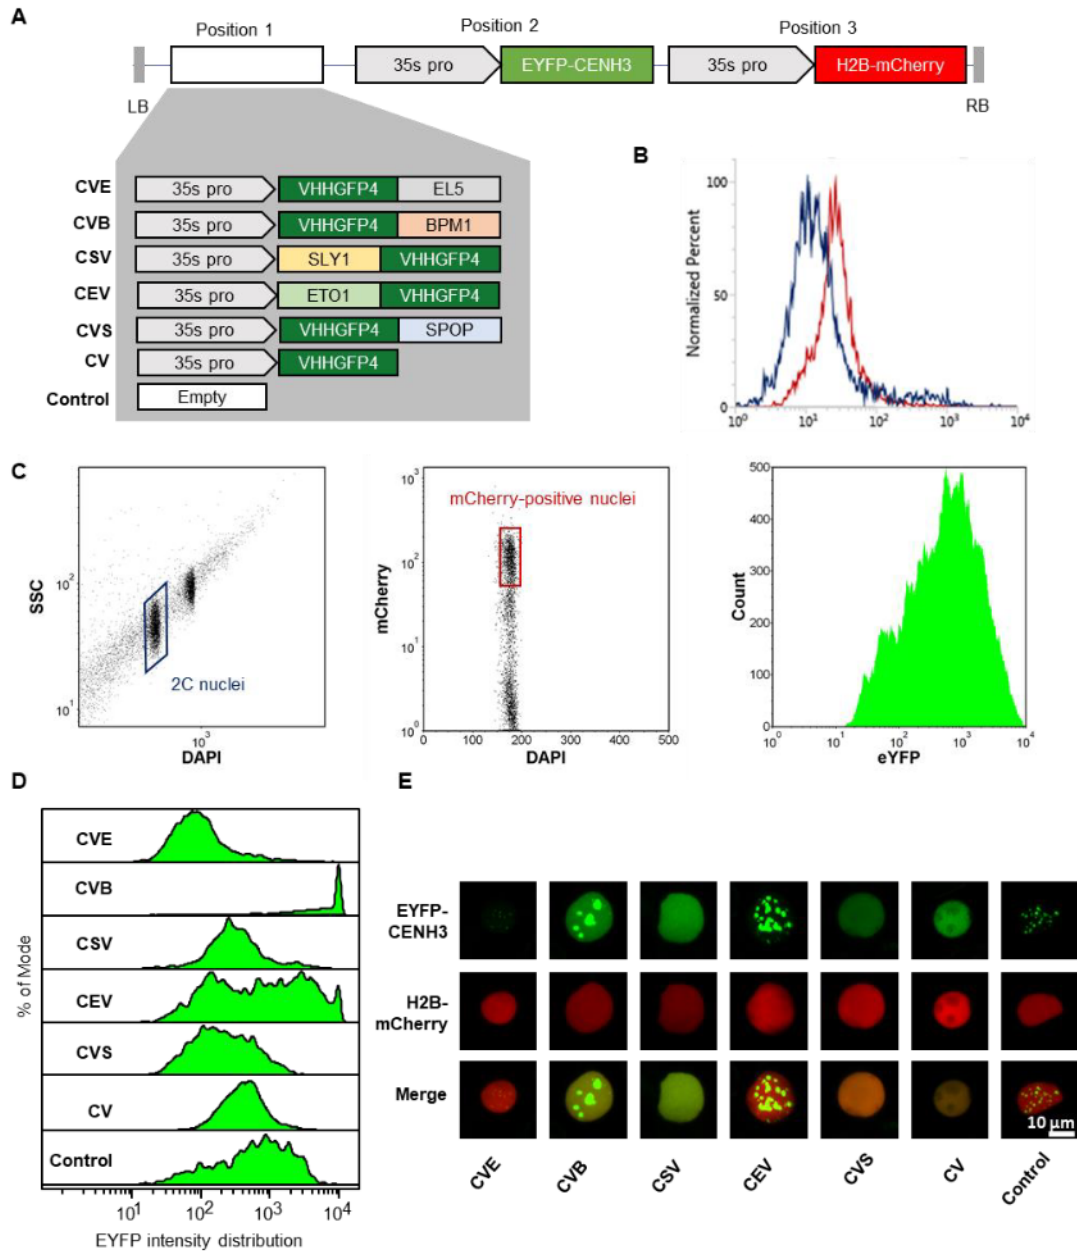 A
Position 1
Position 2
Position 3
35s pro
EYFP-CENH3
35s pro
H2B-mCherry
LB
RB
CVE
35s pro
VHHGFP4
EL5
CVB
35s pro
VHHGFP4
BPM1
CSV
35s pro
SLY1
VHHGFP4
CEV
35s pro
ETO1
VHHGFP4
CVS
35s pro
VHHGFP4
SPOP
CV
35s pro
VHHGFP4
Control
Empty
B
Normalized Percent
100
50
0
10⁰
10¹
10²
10³
10⁴
C
SSC
10²
10¹
2C nuclei
10³
DAPI
mCherry
10³
10²
10¹
10⁰
mCherry-positive nuclei
0
100
200
300
400
500
DAPI
Count
500
400
300
200
100
0
10⁰
10¹
10²
10³
10⁴
eYFP
D
% of Mode
CVE
CVB
CSV
CEV
CVS
CV
Control
10¹
10²
10³
10⁴
EYFP intensity distribution
E
EYFP-
CENH3
H2B-
mCherry
Merge
10 µm
CVE
CVB
CSV
CEV
CVS
CV
Control